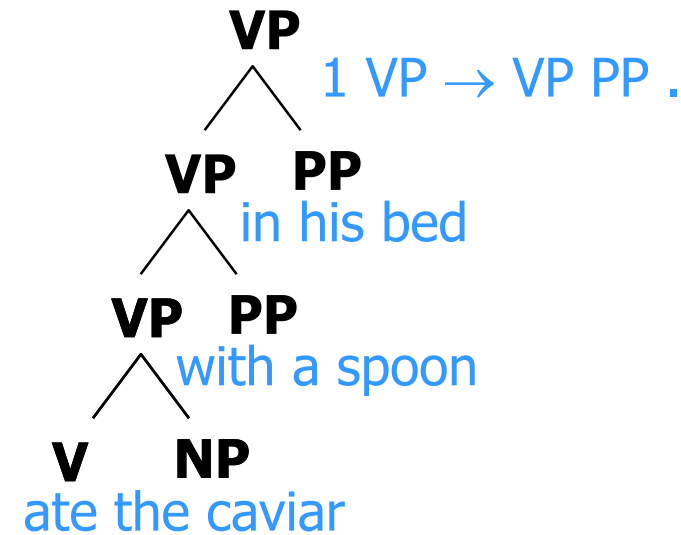 VP
1 VP → VP PP .
VP PP
in his bed
VP PP
with a spoon
V NP
ate the caviar